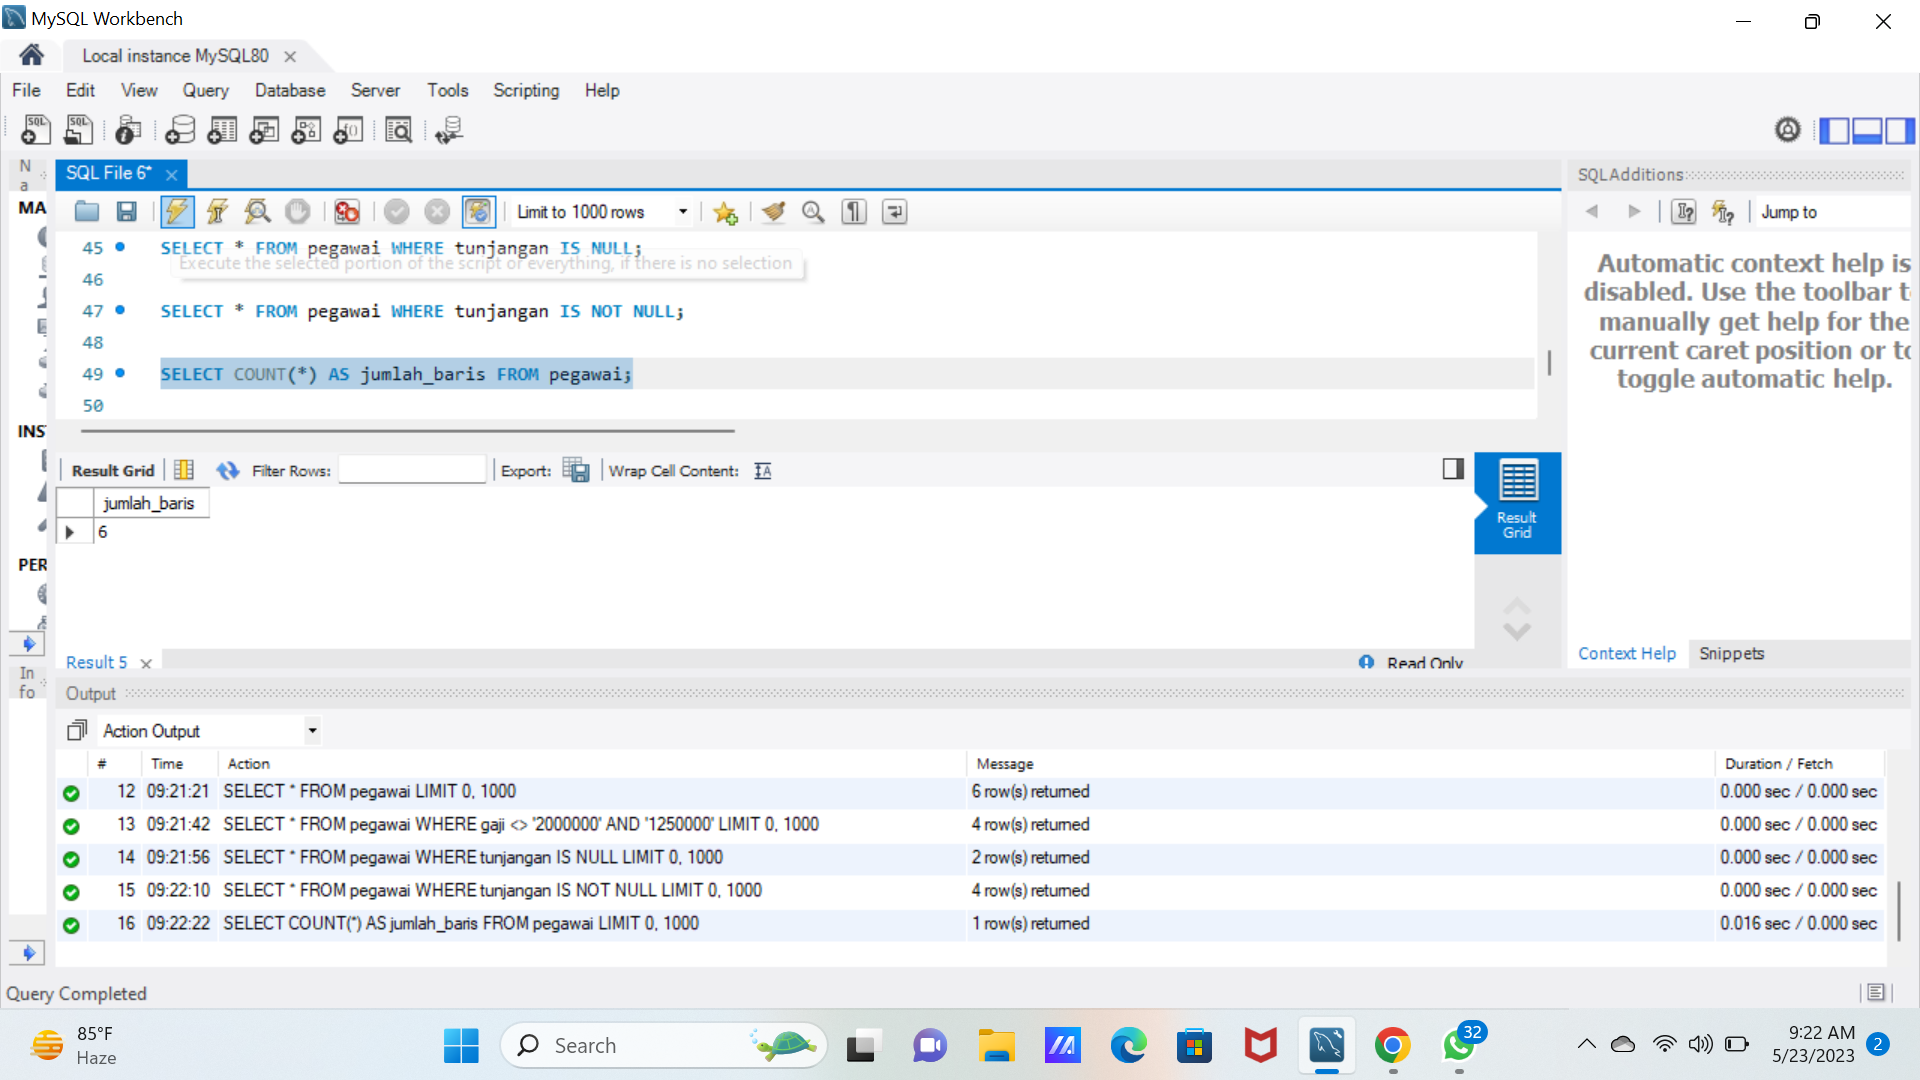 MySQL Workbench
Local instance MySQL80
File Edit View Query Database Server Tools Scripting Help
N
a
SQL File 6*
SQLAdditions
MA
Limit to 1000 rows
Jump to
45 SELECT * FROM pegawai WHERE tunjangan IS NULL;
Execute the selected portion of the script or everything, if there is no selection
46
47 SELECT * FROM pegawai WHERE tunjangan IS NOT NULL;
48
49 SELECT COUNT(*) AS jumlah_baris FROM pegawai;
50
Automatic context help is
disabled. Use the toolbar t
manually get help for the
current caret position or to
toggle automatic help.
INS
Result Grid Filter Rows: Export: Wrap Cell Content:
jumlah_baris
6
Result
Grid
PER
Result 5
Read Only
Context Help Snippets
In
fo
Output
Action Output
# Time Action Message Duration / Fetch
12 09:21:21 SELECT * FROM pegawai LIMIT 0, 1000 6 row(s) returned 0.000 sec / 0.000 sec
13 09:21:42 SELECT * FROM pegawai WHERE gaji <> '2000000' AND '1250000' LIMIT 0, 1000 4 row(s) returned 0.000 sec / 0.000 sec
14 09:21:56 SELECT * FROM pegawai WHERE tunjangan IS NULL LIMIT 0, 1000 2 row(s) returned 0.000 sec / 0.000 sec
15 09:22:10 SELECT * FROM pegawai WHERE tunjangan IS NOT NULL LIMIT 0, 1000 4 row(s) returned 0.000 sec / 0.000 sec
16 09:22:22 SELECT COUNT(*) AS jumlah_baris FROM pegawai LIMIT 0, 1000 1 row(s) returned 0.016 sec / 0.000 sec
Query Completed
85°F
Haze
Search
32
9:22 AM
5/23/2023
2